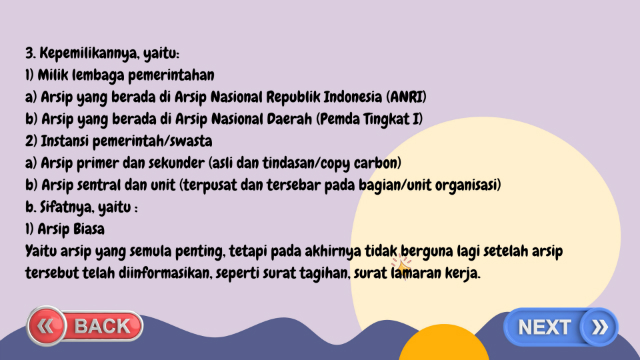 3. Kepemilikannya, yaitu:
1) Milik lembaga pemerintahan
a) Arsip yang berada di Arsip Nasional Republik Indonesia (ANRI)
b) Arsip yang berada di Arsip Nasional Daerah (Pemda Tingkat I)
2) Instansi pemerintah/swasta
a) Arsip primer dan sekunder (asli dan tindasan/copy carbon)
b) Arsip sentral dan unit (terpusat dan tersebar pada bagian/unit organisasi)
b. Sifatnya, yaitu :
1) Arsip Biasa
Yaitu arsip yang semula penting, tetapi pada akhirnya tidak berguna lagi setelah arsip
tersebut telah diinformasikan, seperti surat tagihan, surat lamaran kerja.
BACK
NEXT